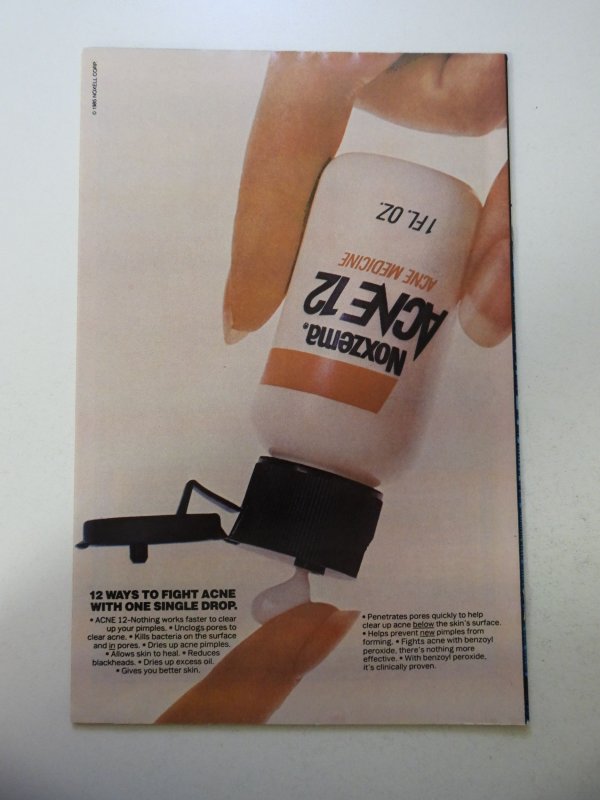 © 1985 NOXELL CORP.
1 FL. OZ.
ACNE MEDICINE
ACNE 12
Noxzema.
12 WAYS TO FIGHT ACNE
WITH ONE SINGLE DROP.
• ACNE 12–Nothing works faster to clear
up your pimples. • Unclogs pores to
clear acne. • Kills bacteria on the surface
and in pores. • Dries up acne pimples.
• Allows skin to heal. • Reduces
blackheads. • Dries up excess oil.
• Gives you better skin.
• Penetrates pores quickly to help
clear up acne below the skin's surface.
• Helps prevent new pimples from
forming. • Fights acne with benzoyl
peroxide, there's nothing more
effective. • With benzoyl peroxide,
it's clinically proven.